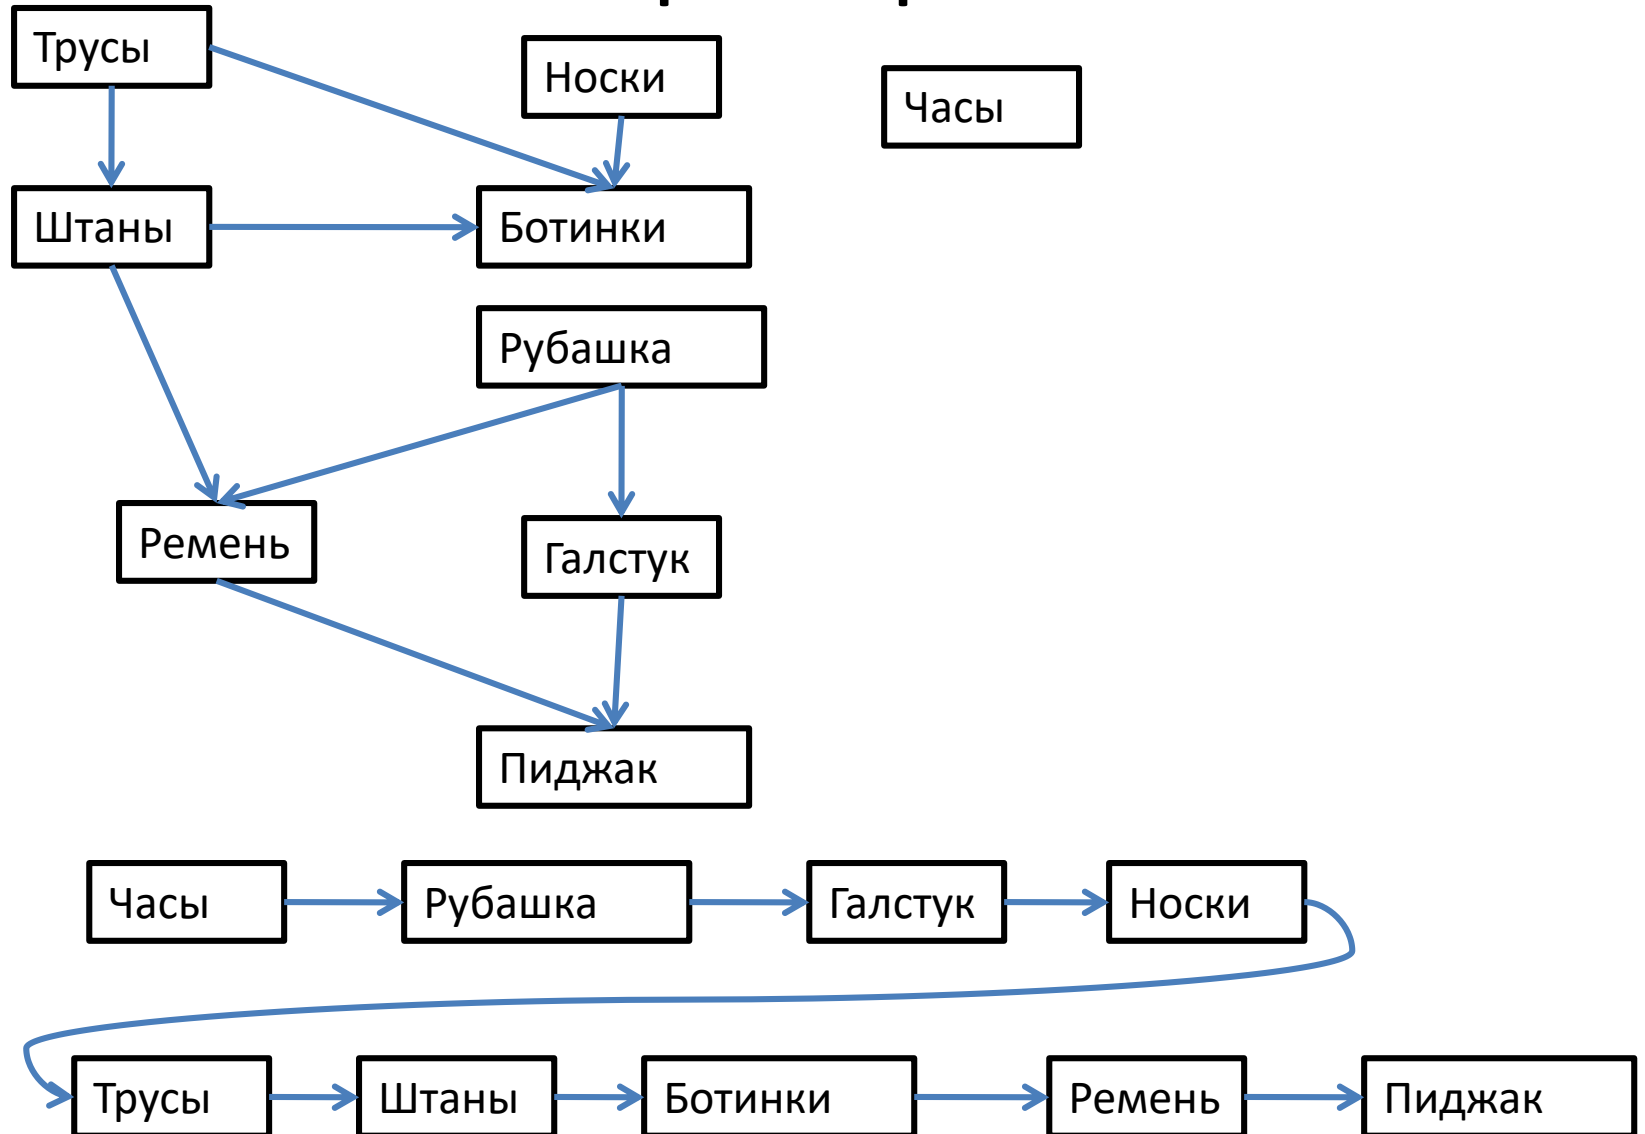 Трусы
Носки
Часы
Штаны
Ботинки
Рубашка
Ремень
Галстук
Пиджак
Часы
Рубашка
Галстук
Носки
Трусы
Штаны
Ботинки
Ремень
Пиджак